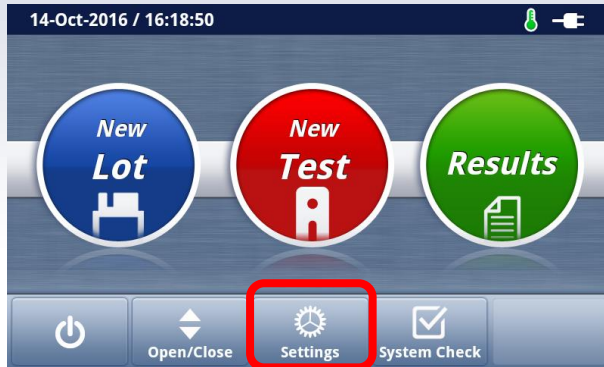 14-Oct-2016 / 16:18:50
New
Lot
New
Test
Results
Open/Close
Settings
System Check